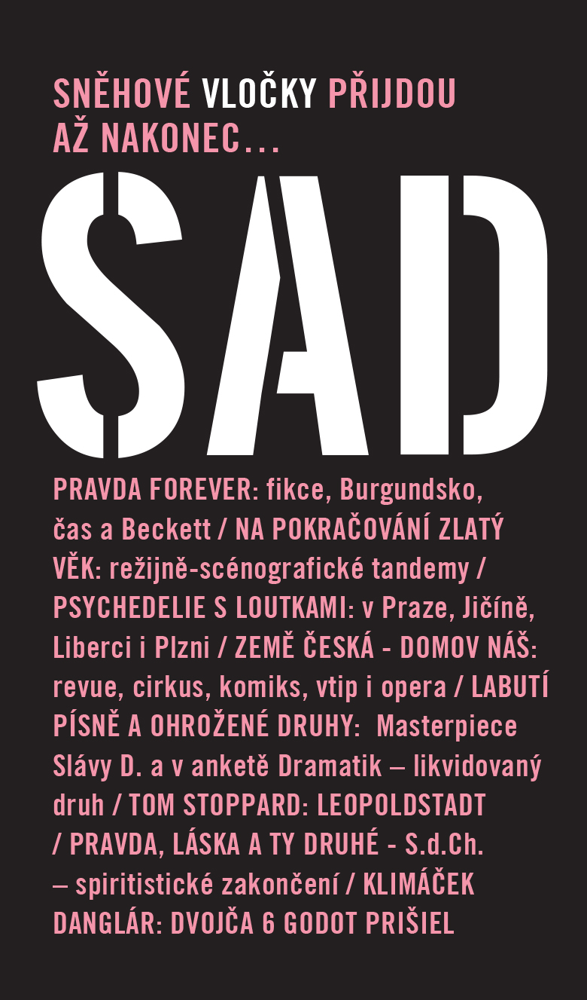 SNĚHOVÉ VLOČKY PŘIJDOU
AŽ NAKONEC...
SAD
PRAVDA FOREVER: fikce, Burgundsko,
čas a Beckett / NA POKRAČOVÁNÍ ZLATÝ
VĚK: režijně-scénografické tandemy /
PSYCHEDELIE S LOUTKAMI: v Praze, Jičíně,
Liberci i Plzni / ZEMĚ ČESKÁ - DOMOV NÁŠ:
revue, cirkus, komiks, vtip i opera / LABUTÍ
PÍSNĚ A OHROŽENÉ DRUHY: Masterpiece
Slávy D. a v anketě Dramatik – likvidovaný
druh / TOM STOPPARD: LEOPOLDSTADT
/ PRAVDA, LÁSKA A TY DRUHÉ - S.d.Ch.
– spiritistické zakončení / KLIMÁČEK
DANGLÁR: DVOJČA 6 GODOT PRIŠIEL